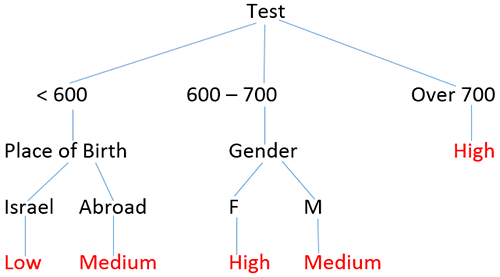 Test
< 600 600 – 700 Over 700
Place of Birth Gender High
Israel Abroad F M
Low Medium High Medium